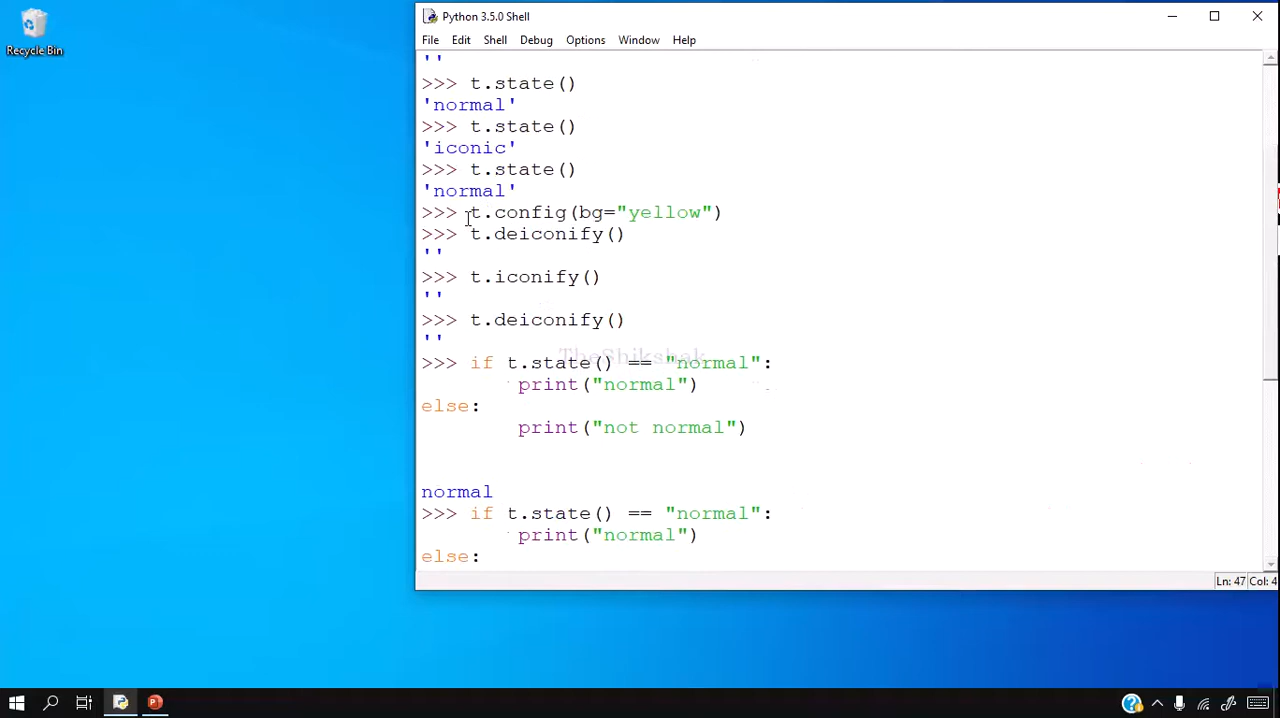 Recycle Bin
Python 3.5.0 Shell
File Edit Shell Debug Options Window Help
''
>>> t.state()
'normal'
>>> t.state()
'iconic'
>>> t.state()
'normal'
>>> t.config(bg="yellow")
>>> t.deiconify()
''
>>> t.iconify()
''
>>> t.deiconify()
''
TheShikshak
>>> if t.state() == "normal":
print("normal")
else:
print("not normal")
normal
>>> if t.state() == "normal":
print("normal")
else:
Ln: 47 Col: 4